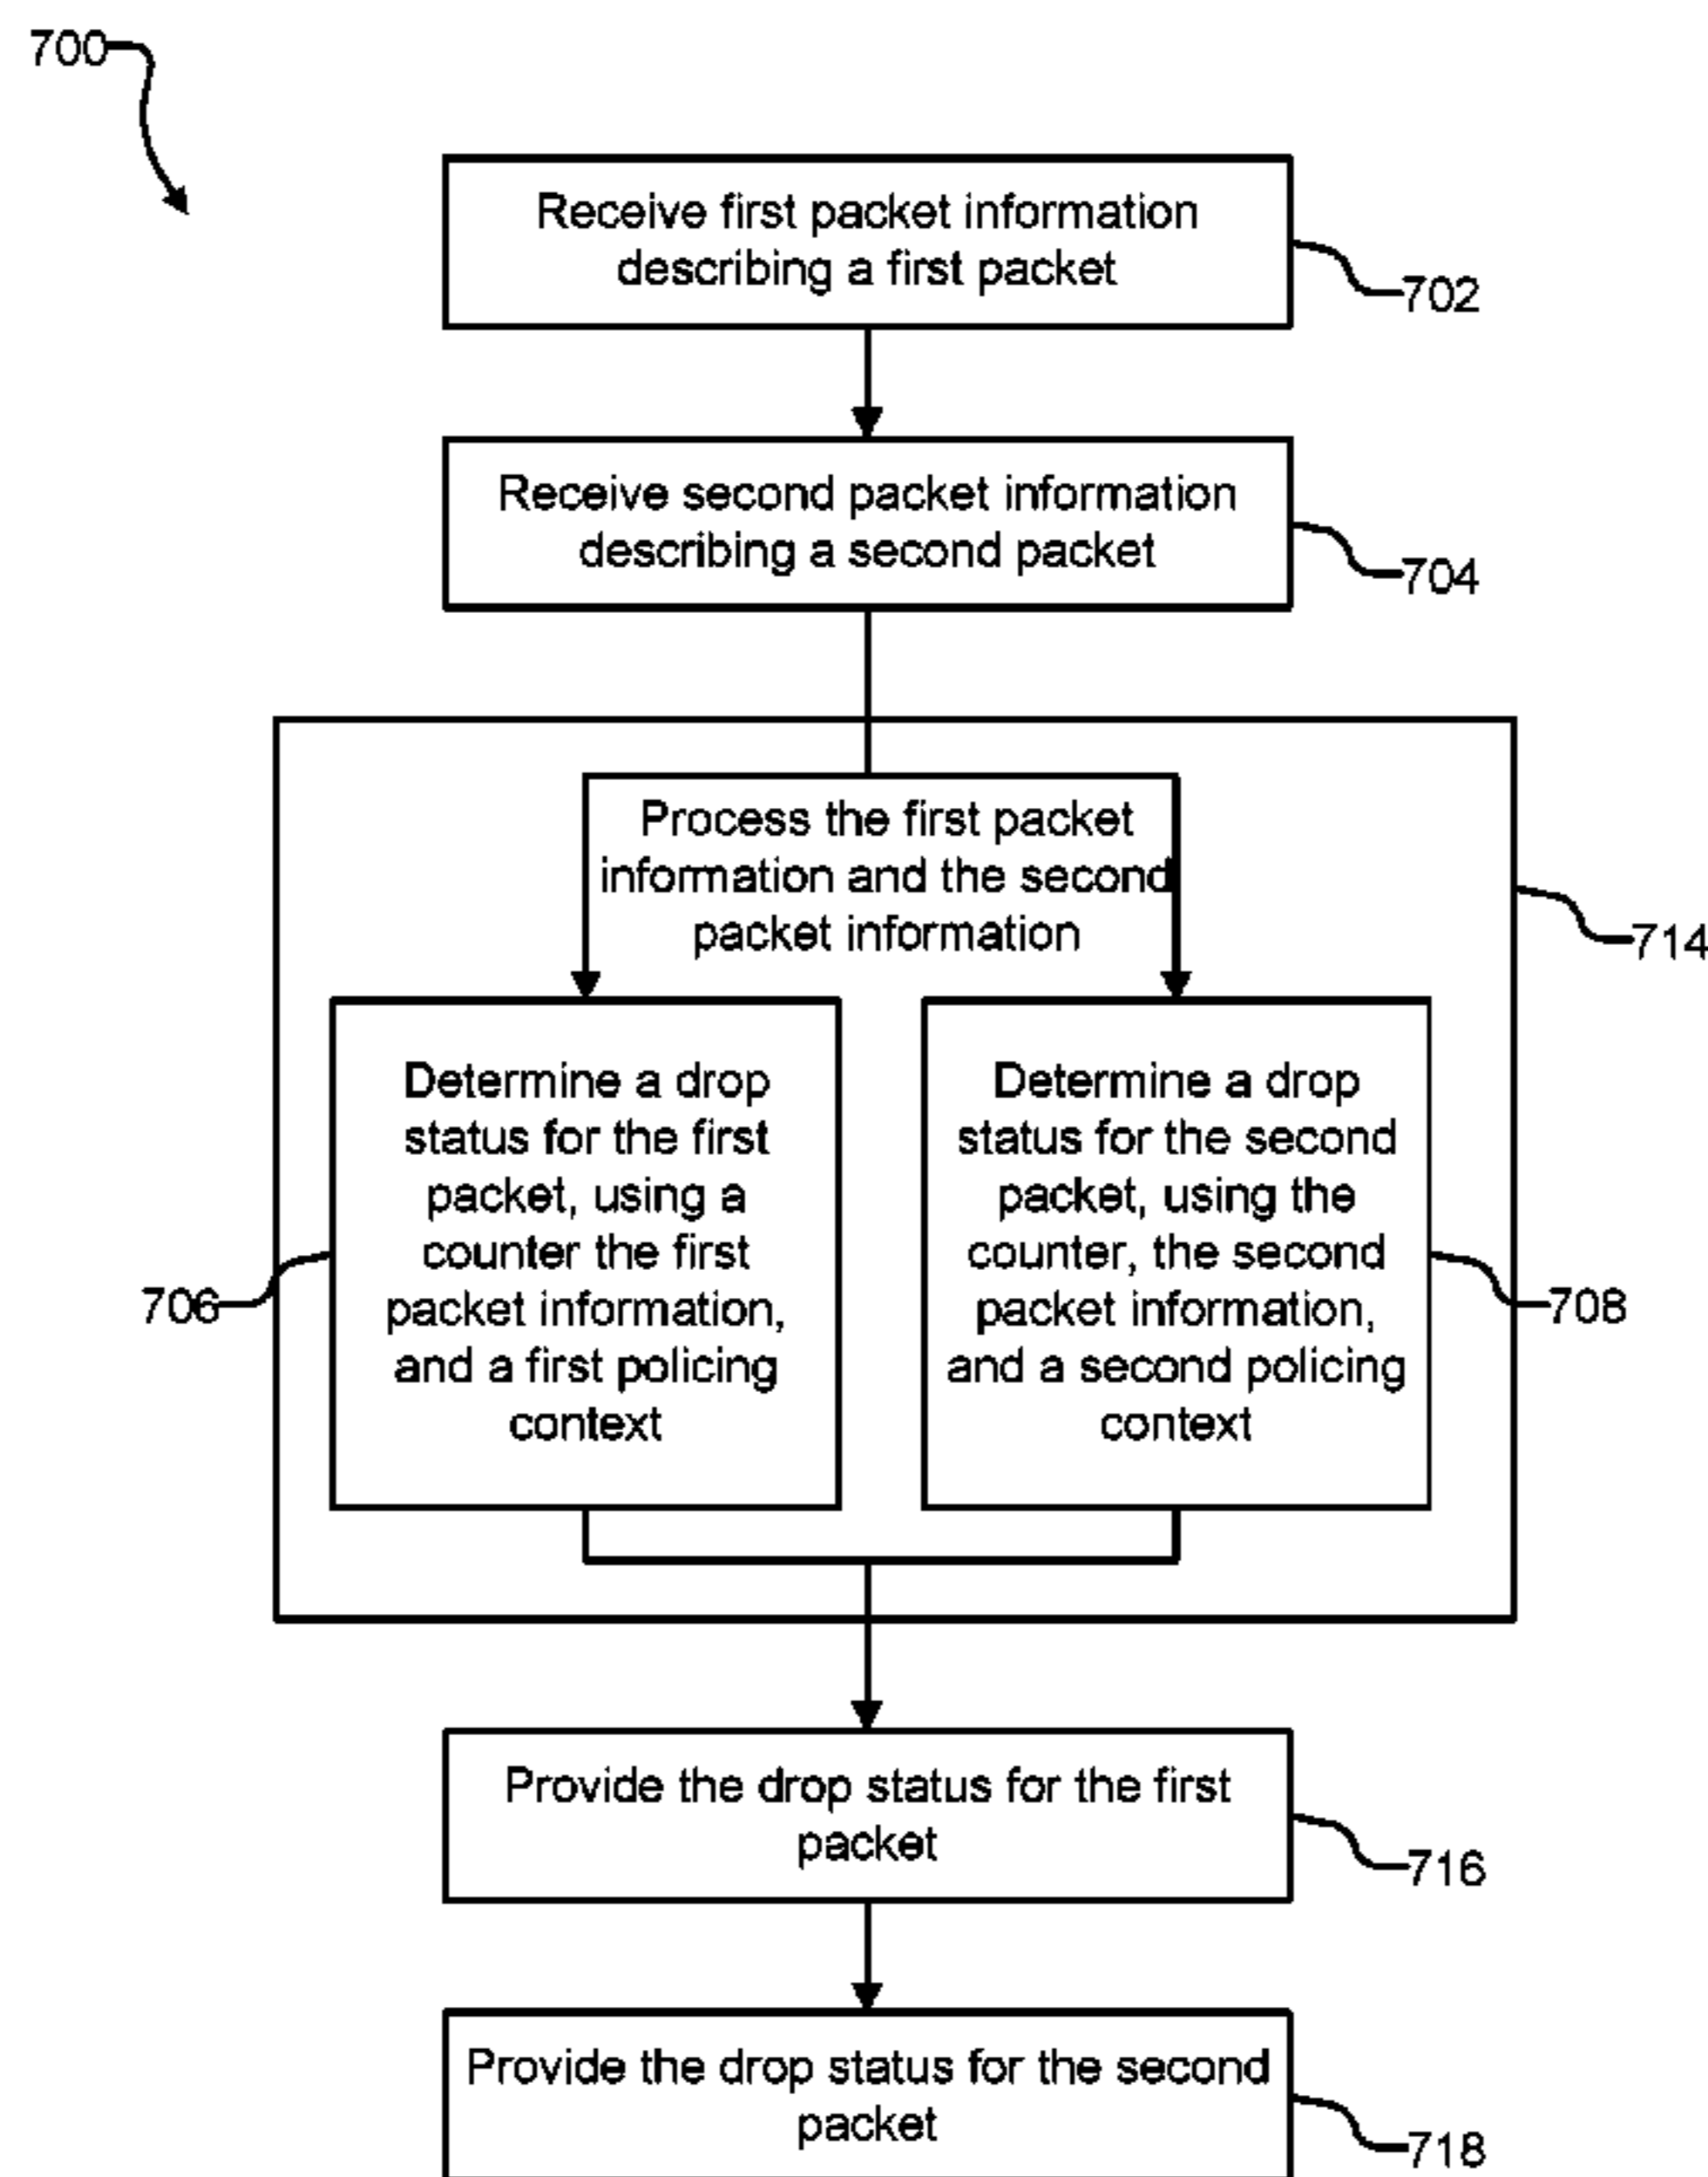 700
Receive first packet information
describing a first packet
702
Receive second packet information
describing a second packet
704
Process the first packet
information and the second
packet information
714
Determine a drop
status for the first
packet, using a
counter the first
packet information,
and a first policing
context
706
Determine a drop
status for the second
packet, using the
counter, the second
packet information,
and a second policing
context
708
Provide the drop status for the first
packet
716
Provide the drop status for the second
packet
718